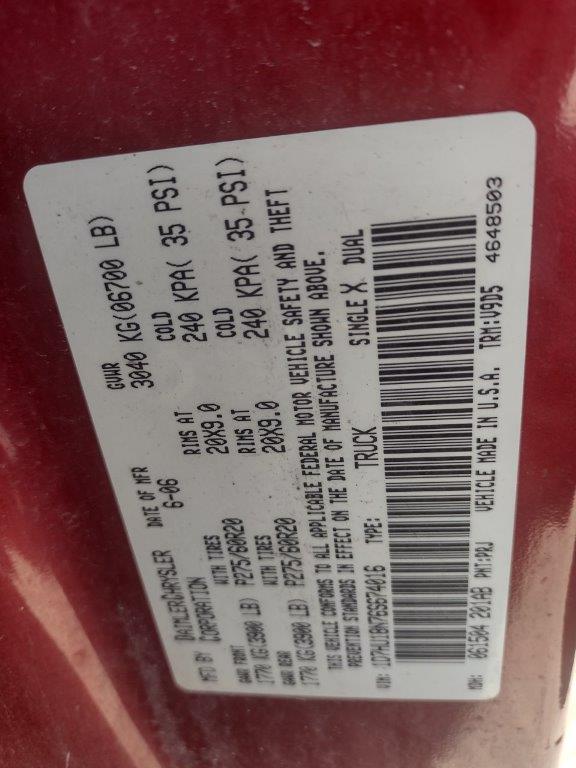 MFD BY DAIMLERCHRYSLER CORPORATION DATE OF MFR 6-06 GVWR 3040 KG(06700 LB)
GAWR FRONT WITH TIRES RIMS AT COLD
1770 KG(3900 LB) P275/60R20 20X9.0 240 KPA( 35 PSI)
GAWR REAR WITH TIRES RIMS AT COLD
1770 KG(3900 LB) P275/60R20 20X9.0 240 KPA( 35 PSI)
THIS VEHICLE CONFORMS TO ALL APPLICABLE FEDERAL MOTOR VEHICLE SAFETY AND THEFT
PREVENTION STANDARDS IN EFFECT ON THE DATE OF MANUFACTURE SHOWN ABOVE.
VIN: 1D7HU18N76S674016 TYPE: TRUCK SINGLE X DUAL
MDH: 061504 201AB PNT:PRJ VEHICLE MADE IN U.S.A. TRM:V9D5 4648503